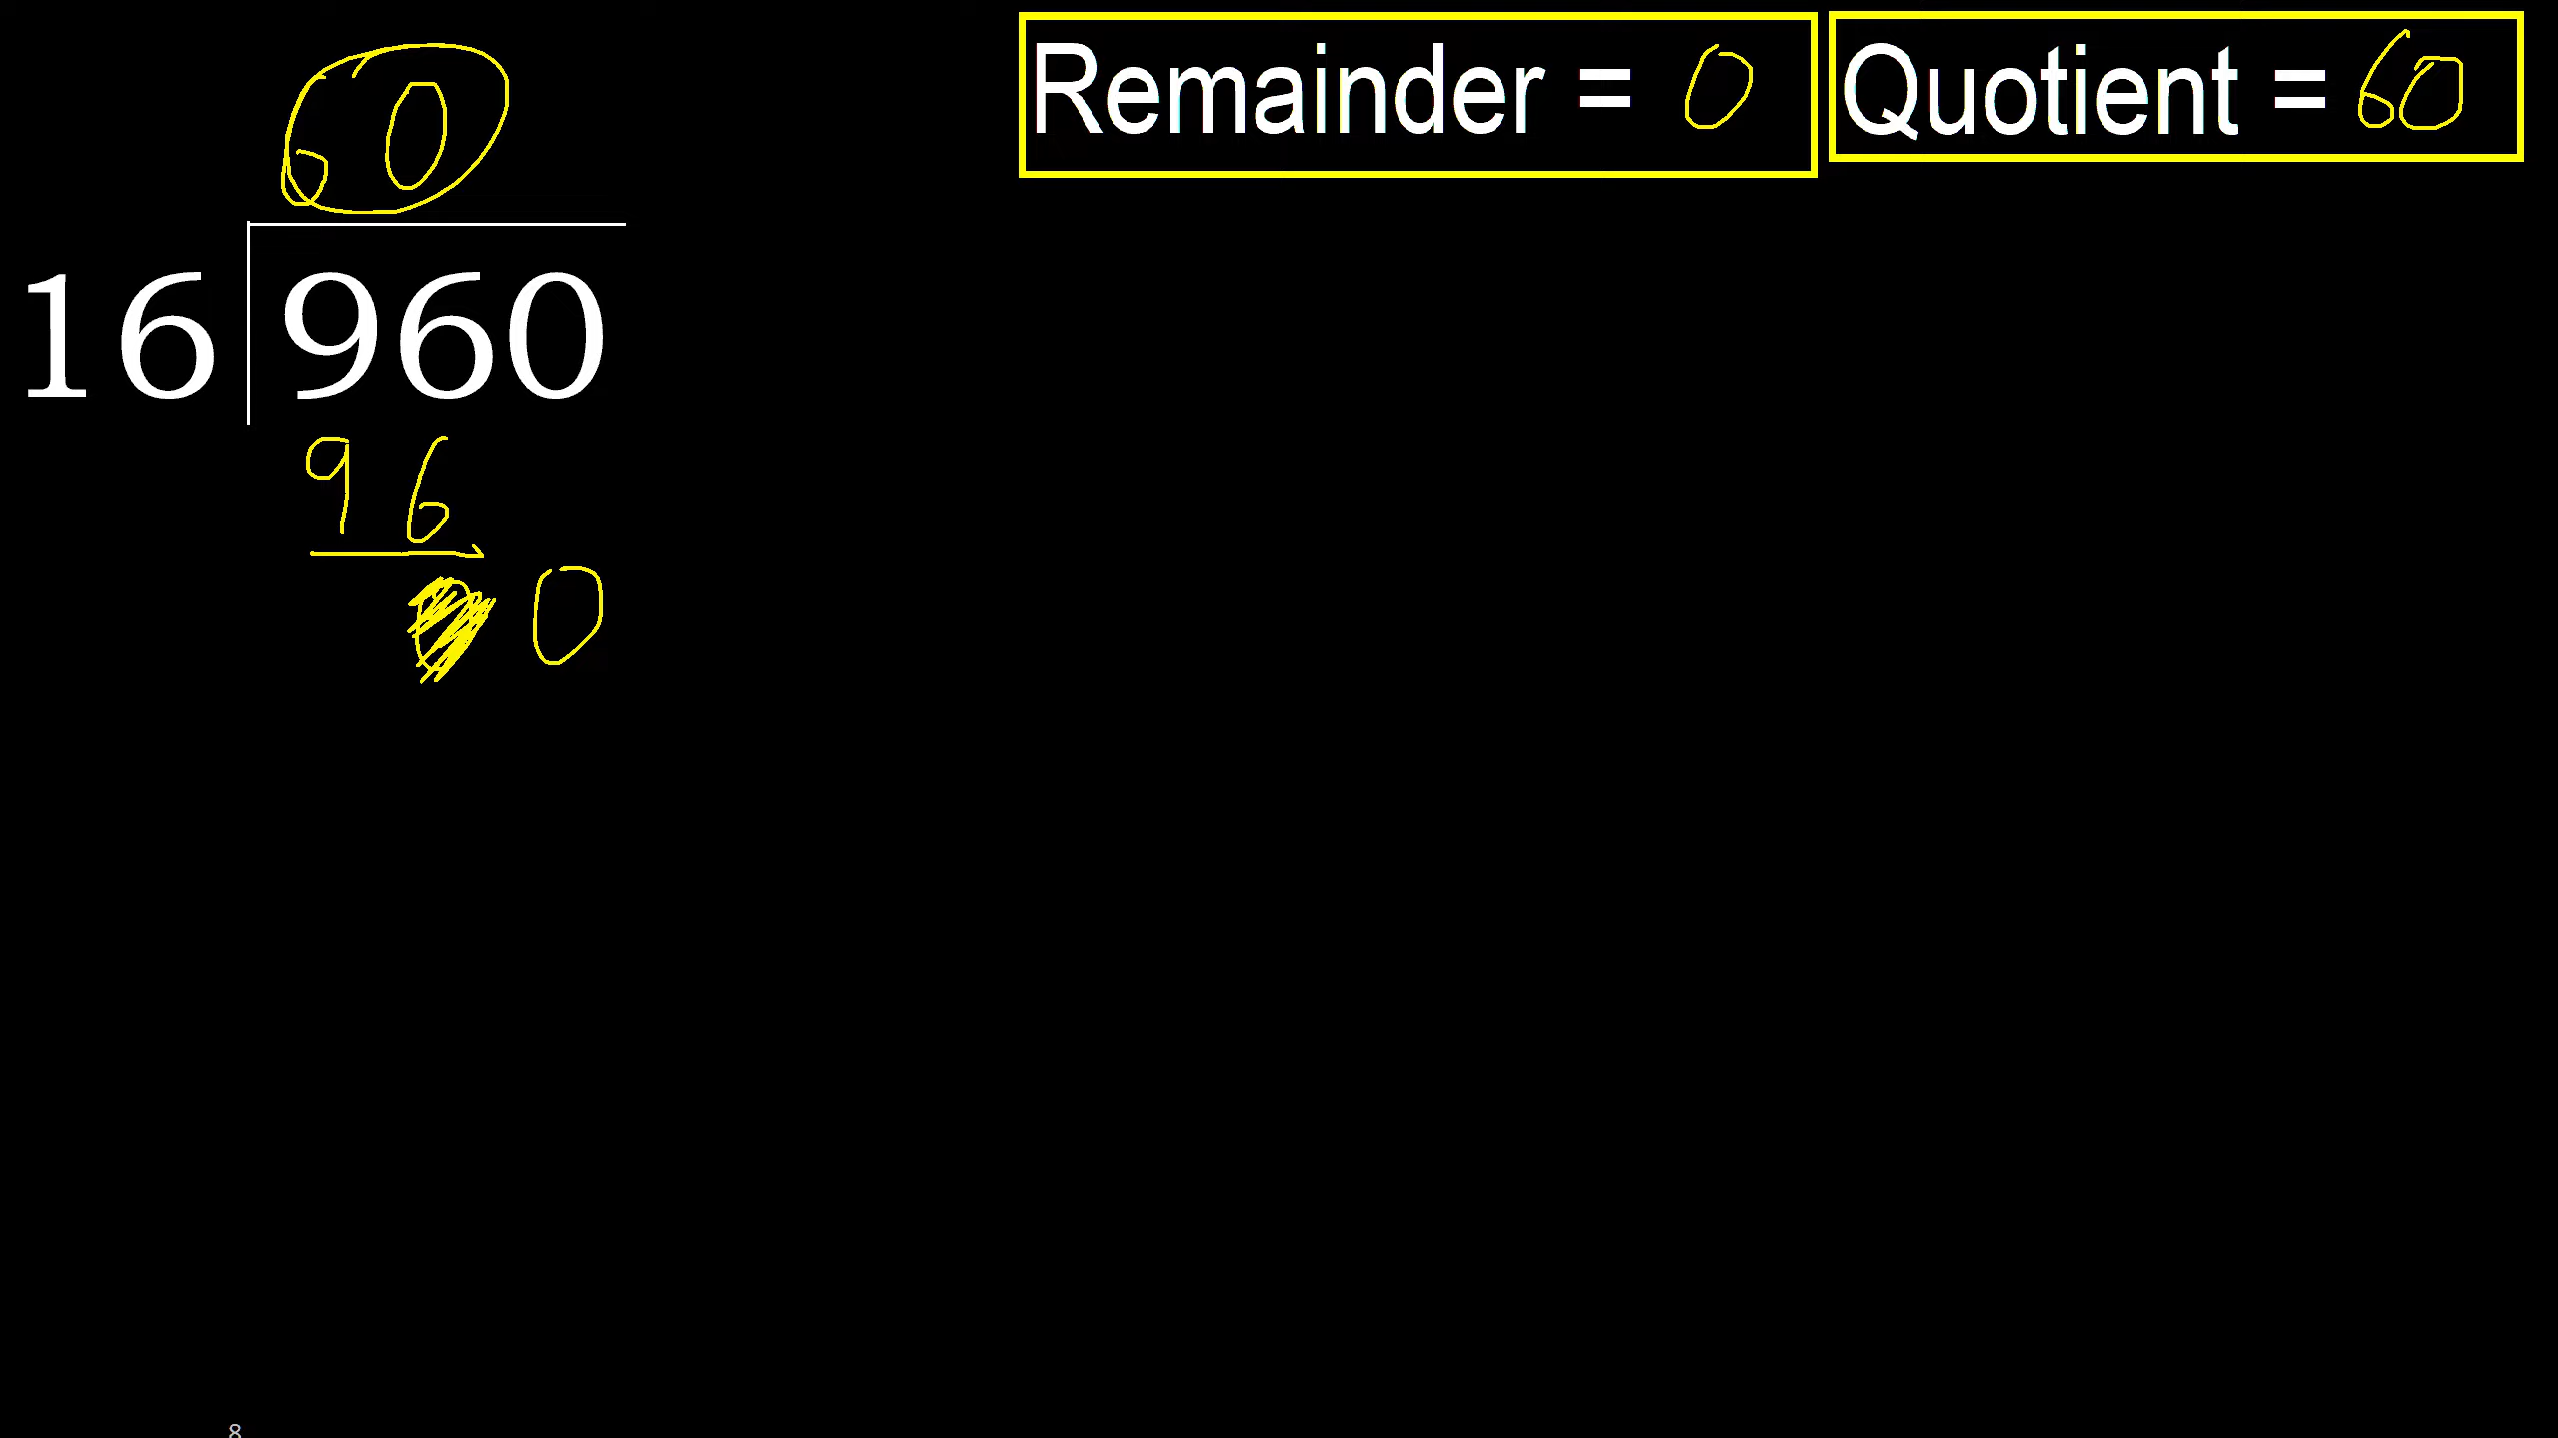 Remainder = 0
Quotient = 60
60
16 960
96
0
8